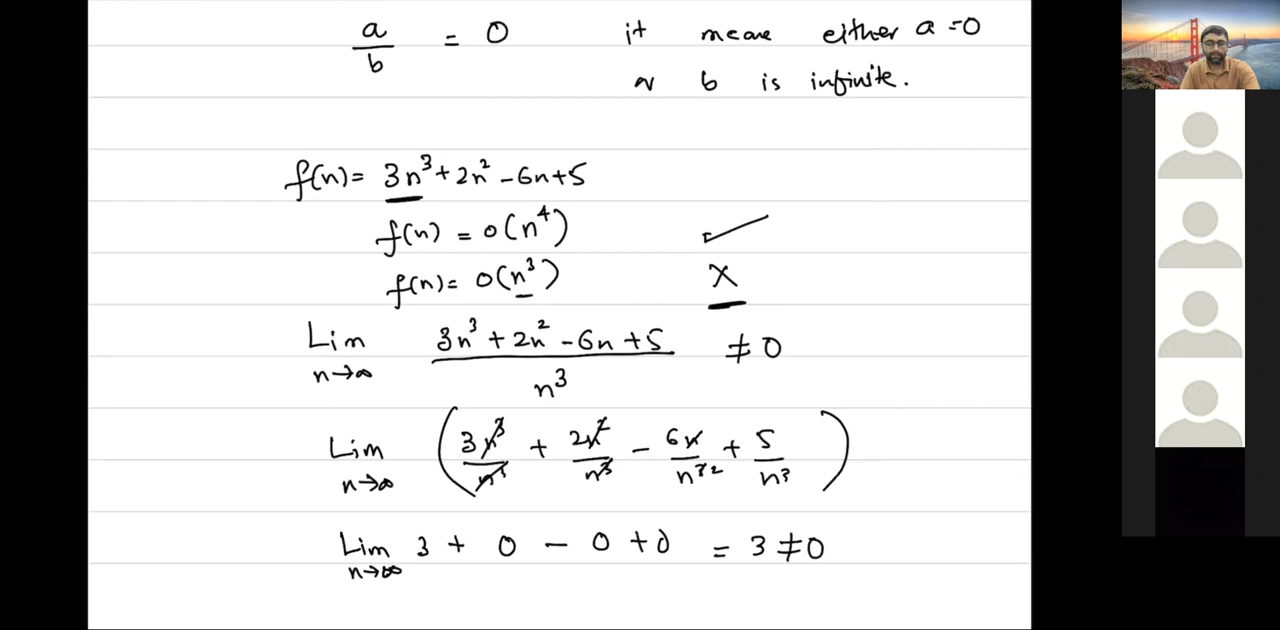 a/b = 0 it means either a=0
or b is infinite.
f(n)= 3n³+2n²-6n+5
f(n) = o(n⁴) ✓
f(n)= o(n³) X
Lim n→∞ (3n³ + 2n² - 6n + 5)/n³ ≠ 0
Lim n→∞ (3n³/n³ + 2n²/n³ - 6n/n³ 2 + 5/n³)
Lim n→∞ 3 + 0 - 0 + 0 = 3 ≠ 0